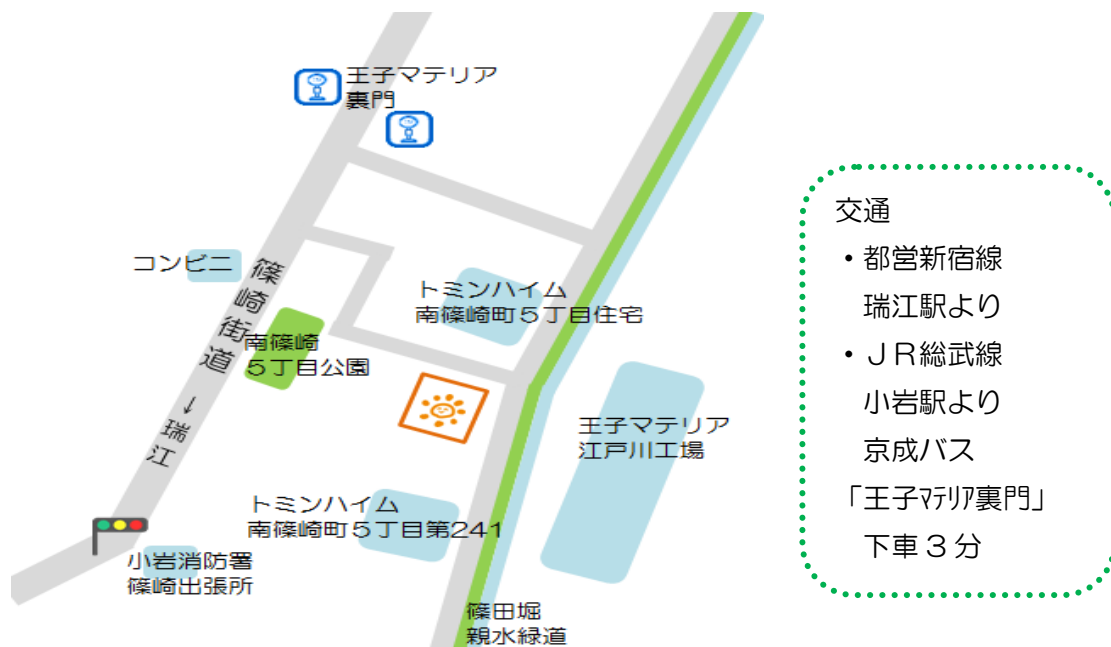 王子マテリア
裏門
コンビニ
篠崎街道
←瑞江
南篠崎
５丁目公園
トミンハイム
南篠崎町５丁目住宅
王子マテリア
江戸川工場
トミンハイム
南篠崎町５丁目第241
小岩消防署
篠崎出張所
篠田堀
親水緑道
交通
・都営新宿線
瑞江駅より
・ＪＲ総武線
小岩駅より
京成バス
「王子ﾏﾃﾘｱ裏門」
下車３分